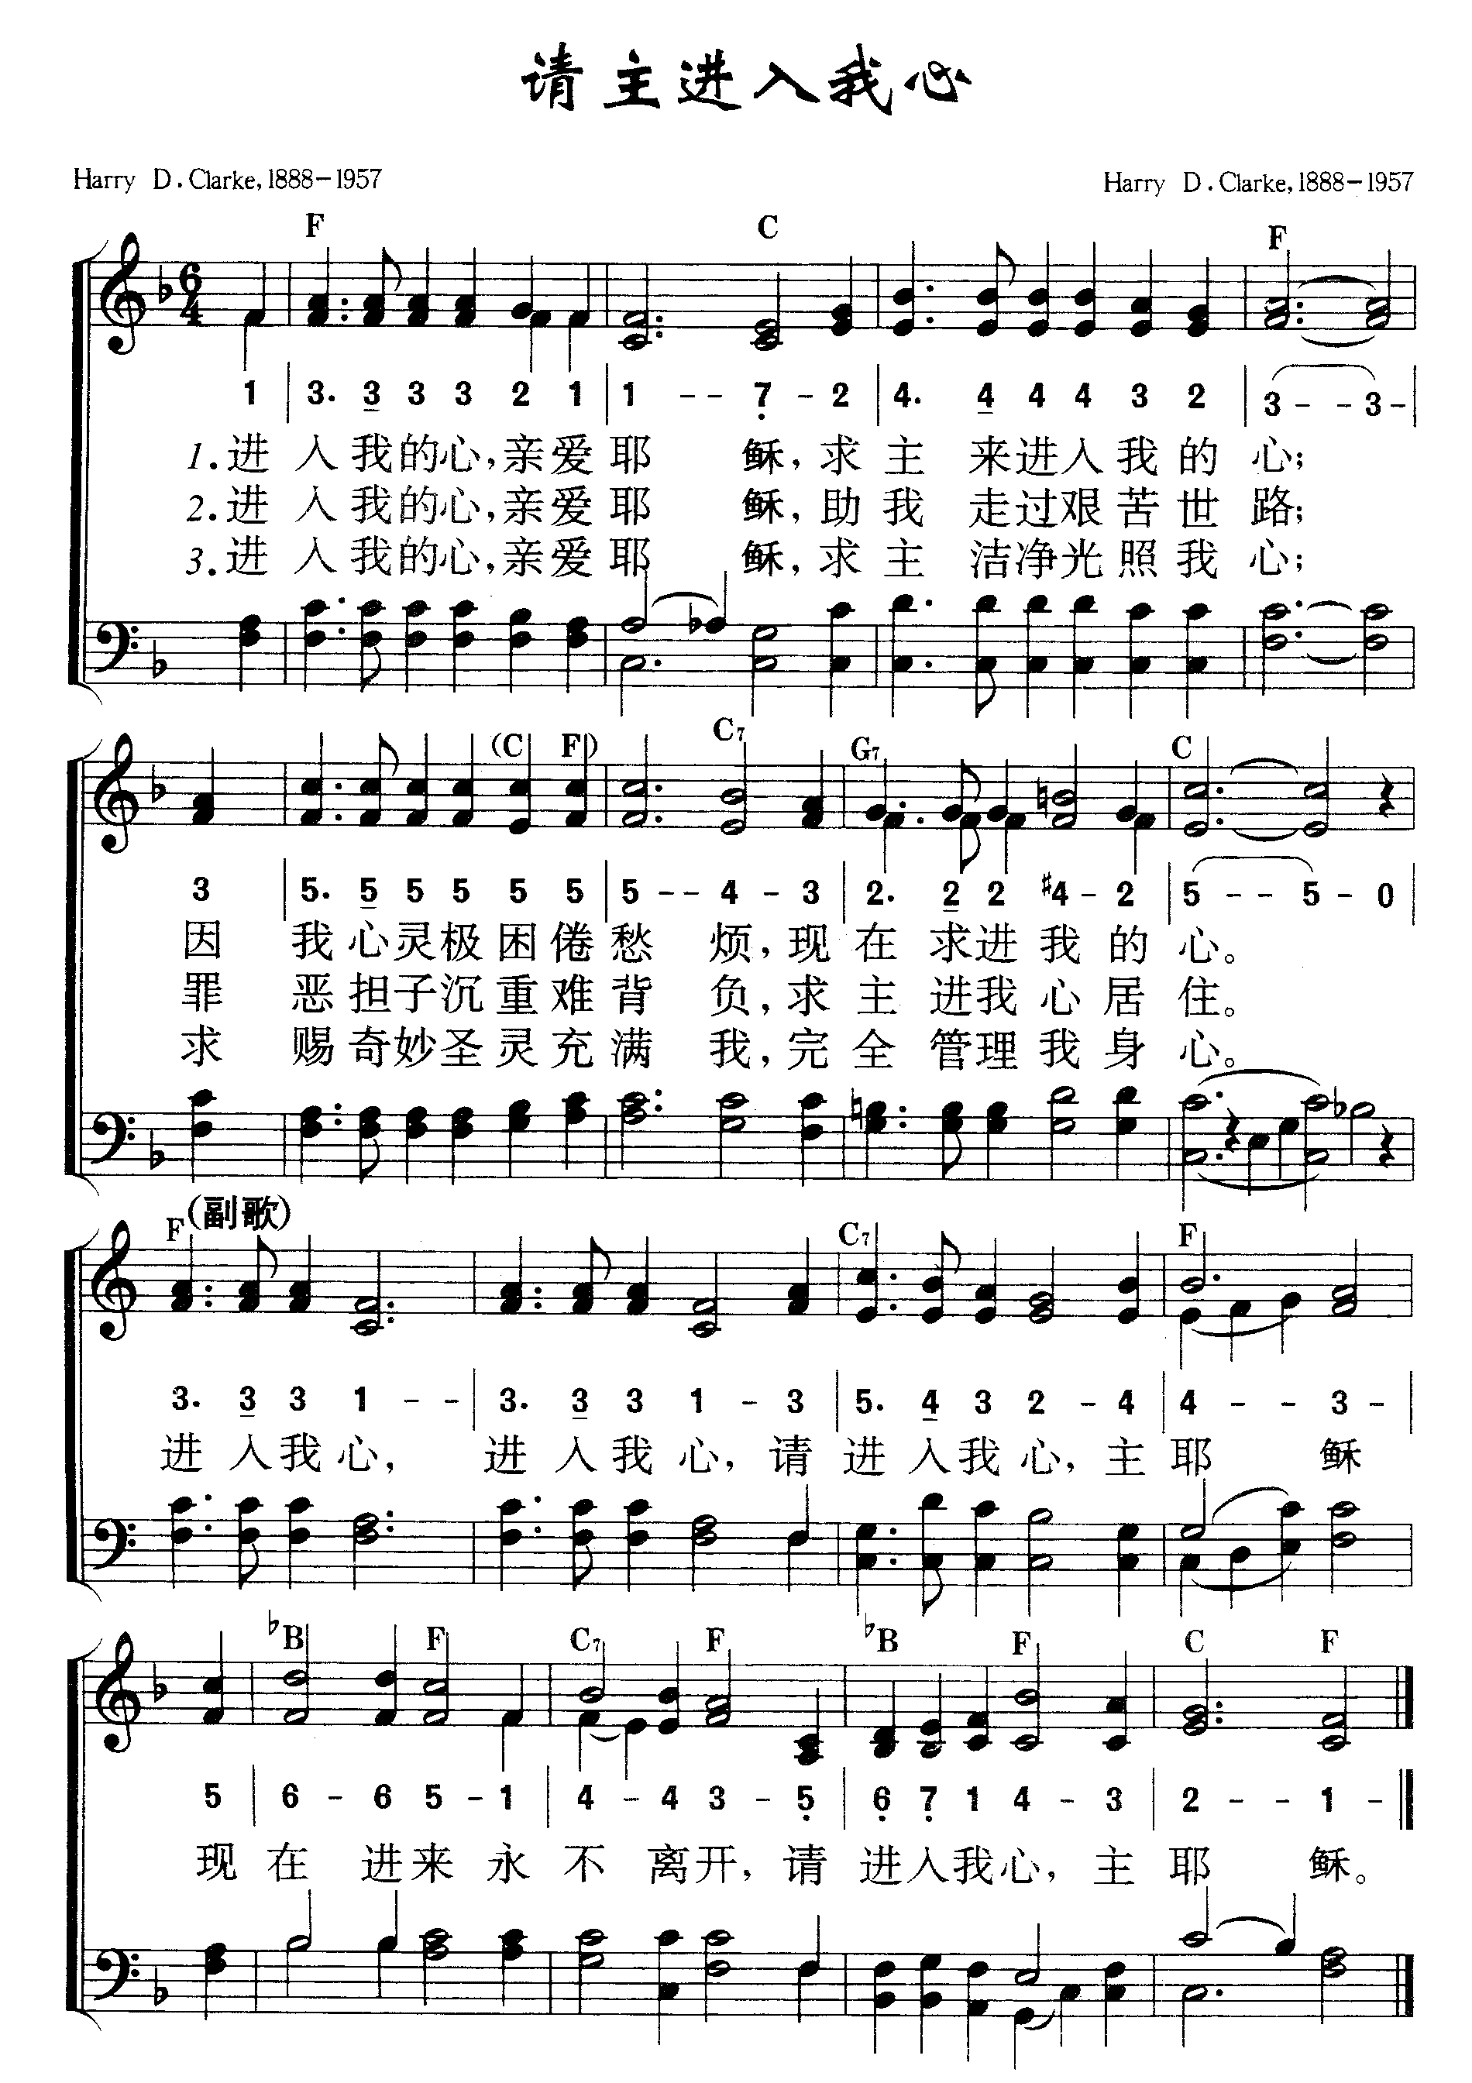 请主进入我心
Harry D. Clarke, 1888-1957 Harry D. Clarke, 1888-1957
F C F
6
4
1 | 3. 3 3 3 2 1 | 1 - - 7 - 2 | 4. 4 4 4 3 2 | 3 - - 3 - |
1. 进入我的心,亲爱耶稣,求主来进入我的心;
2. 进入我的心,亲爱耶稣,助我走过艰苦世路;
3. 进入我的心,亲爱耶稣,求主洁净光照我心;
(C F) C7 G7 C
3 | 5. 5 5 5 5 5 | 5 - - 4 - 3 | 2. 2 2 #4 - 2 | 5 - - 5 - 0 |
因我心灵极困倦愁烦,现在求进我的心。
罪恶担子沉重难背负,求主进我心居住。
求赐奇妙圣灵充满我,完全管理我身心。
(副歌)
F C7 F
3. 3 3 1 - - | 3. 3 3 1 - 3 | 5. 4 3 2 - 4 | 4 - - 3 - |
进入我心,进入我心,请进入我心,主耶稣
♭B F C7 F ♭B F C F
5 | 6 - 6 5 - 1 | 4 - 4 3 - 5 | 6 7 1 4 - 3 | 2 - - 1 - ‖
现在进来永不离开,请进入我心,主耶稣。